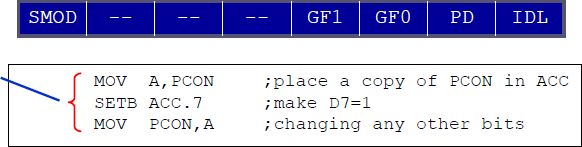 SMOD -- -- -- GF1 GF0 PD IDL
MOV A,PCON ;place a copy of PCON in ACC
SETB ACC.7 ;make D7=1
MOV PCON,A ;changing any other bits